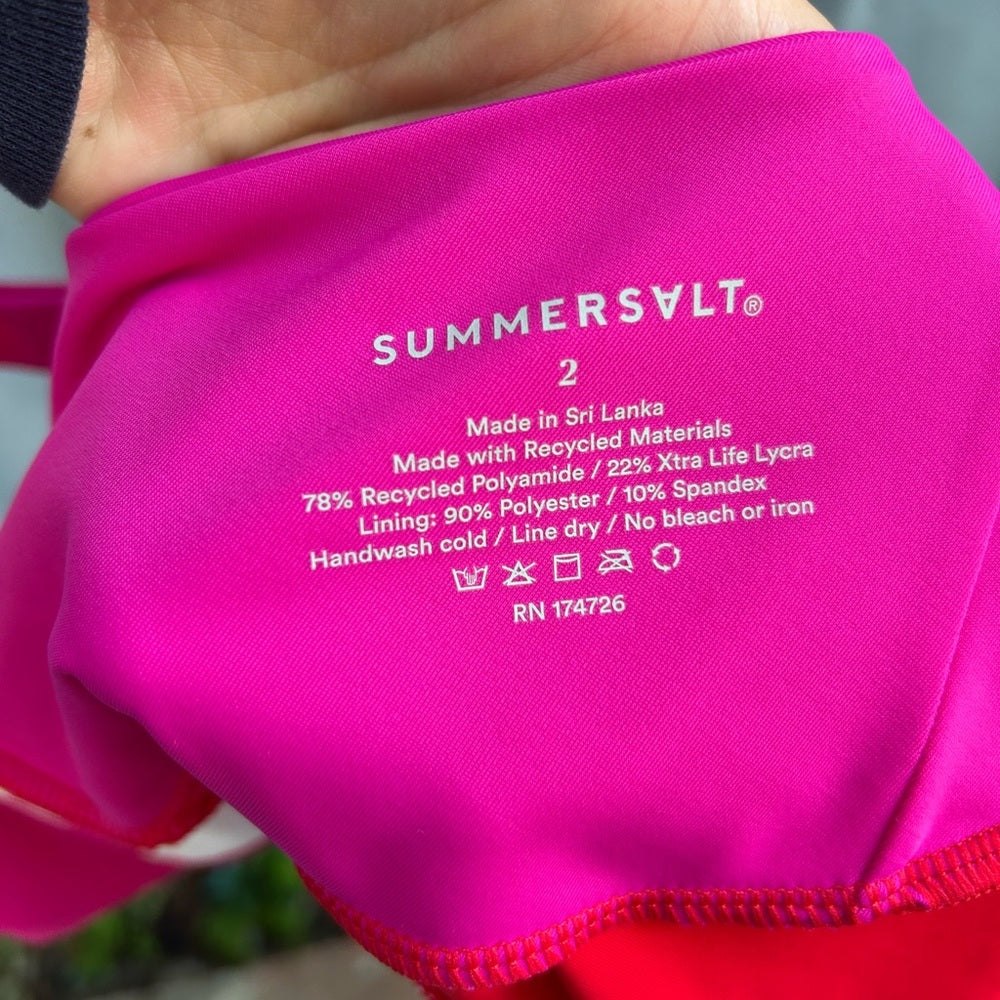 SUMMERSALT®
2
Made in Sri Lanka
Made with Recycled Materials
78% Recycled Polyamide / 22% Xtra Life Lycra
Lining: 90% Polyester / 10% Spandex
Handwash cold / Line dry / No bleach or iron
RN 174726